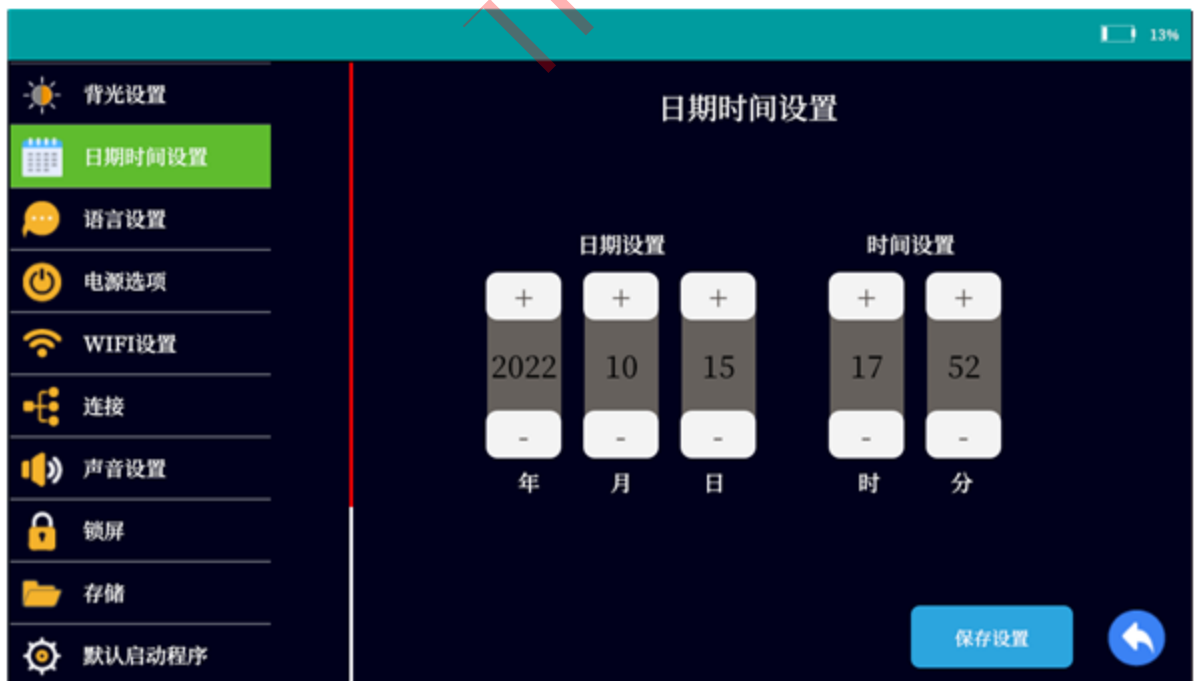 13%
背光设置
日期时间设置
语言设置
电源选项
WIFI设置
连接
声音设置
锁屏
存储
默认启动程序
日期时间设置
日期设置 时间设置
+ + + + +
2022 10 15 17 52
- - - - -
年 月 日 时 分
保存设置